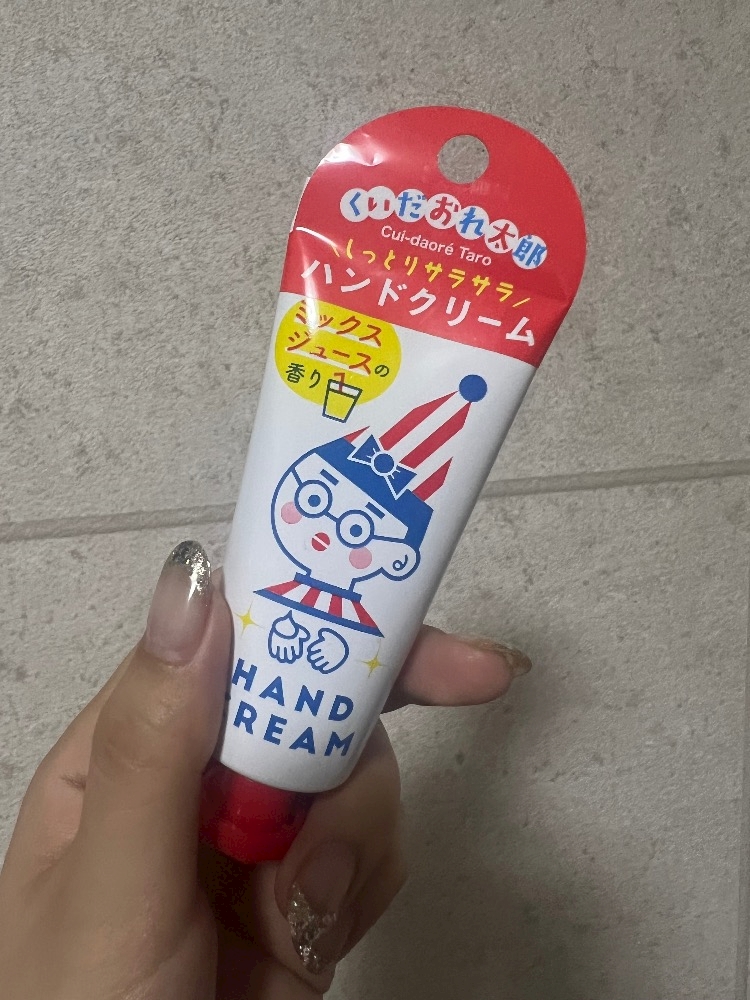 くいだおれ太郎
Cui-daoré Taro
しっとりサラサラ
ハンドクリーム
ミックス
ジュースの
香り
HAND
CREAM